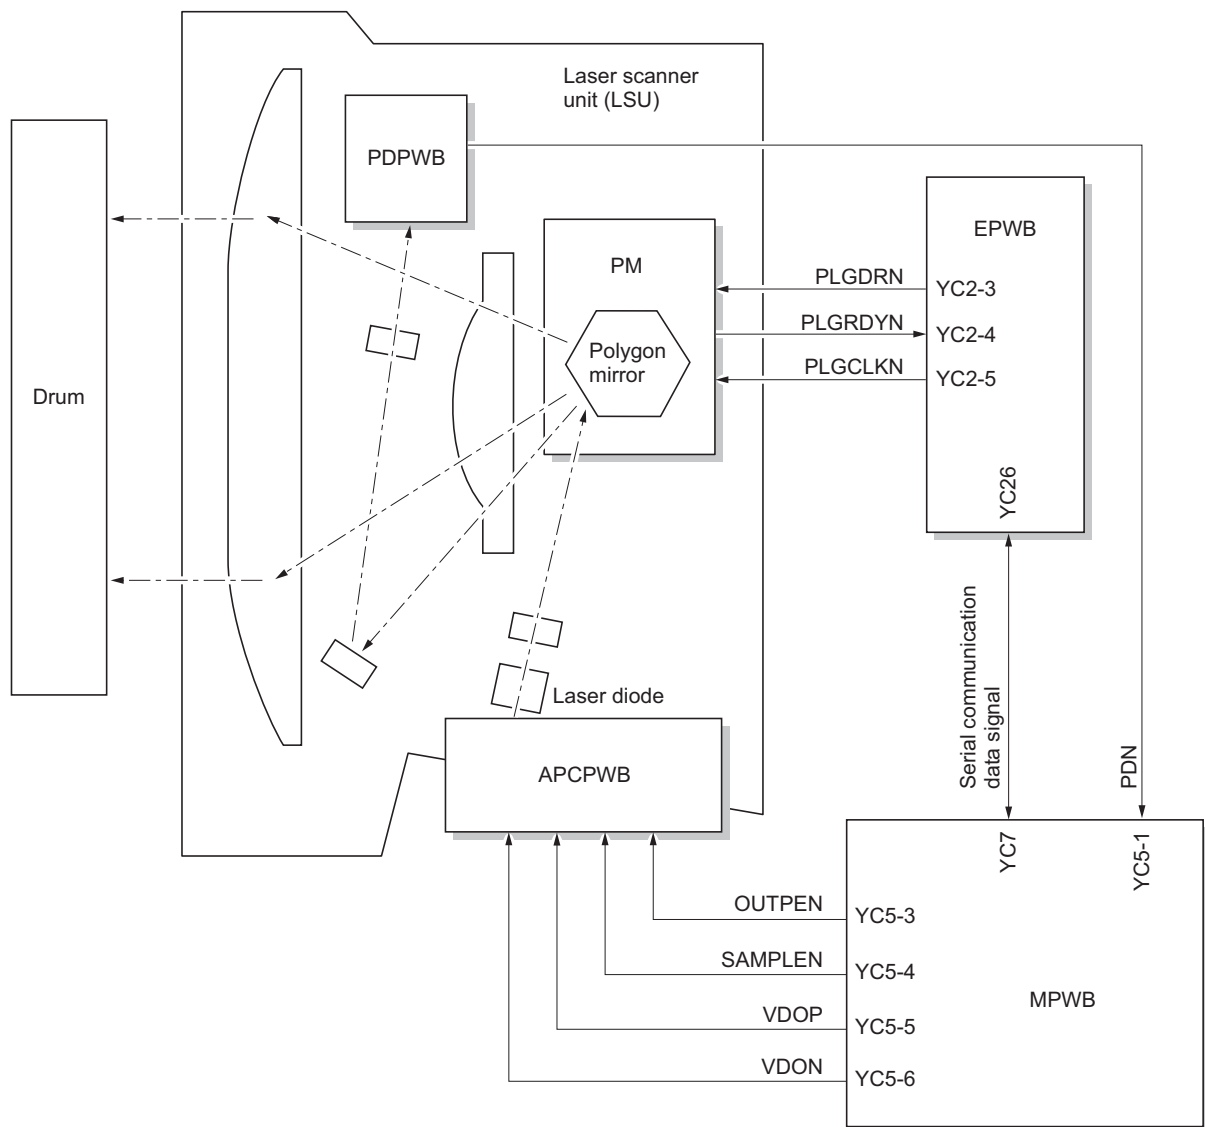 Laser scanner
unit (LSU)
PDPWB
EPWB
PM
PLGDRN
YC2-3
PLGRDYN
YC2-4
Polygon
mirror
PLGCLKN
YC2-5
Drum
YC26
Serial communication
data signal
PDN
Laser diode
APCPWB
YC7
YC5-1
OUTPEN
YC5-3
SAMPLEN
YC5-4
MPWB
VDOP
YC5-5
VDON
YC5-6